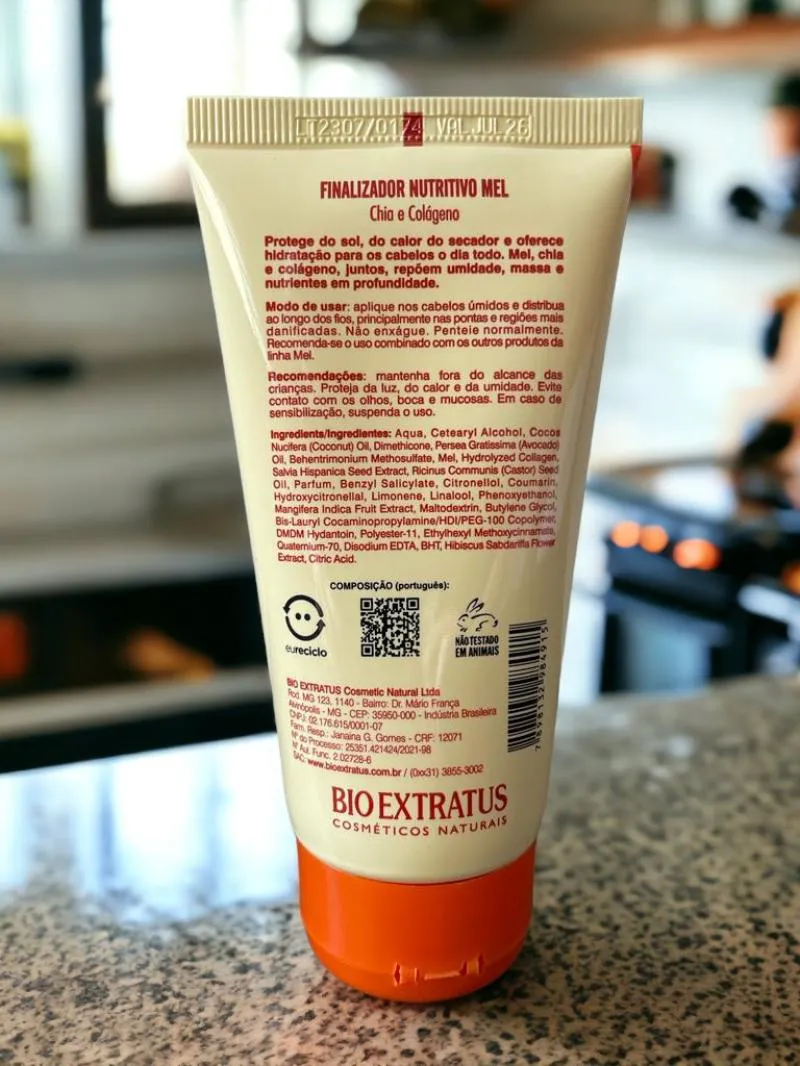 LT2307/0174 VAL JUL 26
FINALIZADOR NUTRITIVO MEL
Chia e Colágeno
Protege do sol, do calor do secador e oferece
hidratação para os cabelos o dia todo. Mel, chia
e colágeno, juntos, repõem umidade, massa e
nutrientes em profundidade.
Modo de usar: aplique nos cabelos úmidos e distribua
ao longo dos fios, principalmente nas pontas e regiões mais
danificadas. Não enxágue. Penteie normalmente.
Recomenda-se o uso combinado com os outros produtos da
linha Mel.
Recomendações: mantenha fora do alcance das
crianças. Proteja da luz, do calor e da umidade. Evite
contato com os olhos, boca e mucosas. Em caso de
sensibilização, suspenda o uso.
Ingredients/Ingredientes: Aqua, Cetearyl Alcohol, Cocos
Nucifera (Coconut) Oil, Dimethicone, Persea Gratissima (Avocado)
Oil, Behentrimonium Methosulfate, Mel, Hydrolyzed Collagen,
Salvia Hispanica Seed Extract, Ricinus Communis (Castor) Seed
Oil, Parfum, Benzyl Salicylate, Citronellol, Coumarin,
Hydroxycitronellal, Limonene, Linalool, Phenoxyethanol,
Mangifera Indica Fruit Extract, Maltodextrin, Butylene Glycol,
Bis-Lauryl Cocaminopropylamine/HDI/PEG-100 Copolymer,
DMDM Hydantoin, Polyester-11, Ethylhexyl Methoxycinnamate,
Quaternium-70, Disodium EDTA, BHT, Hibiscus Sabdariffa Flower
Extract, Citric Acid.
COMPOSIÇÃO (português):
eureciclo
NÃO TESTADO
EM ANIMAIS
BIO EXTRATUS Cosmetic Natural Ltda
Rod. MG 123, 1140 - Bairro: Dr. Mário França
Alvinópolis - MG - CEP: 35950-000 - Indústria Brasileira
CNPJ: 02.176.615/0001-07
Farm. Resp.: Janaina G. Gomes - CRF: 12071
Nº do Processo: 25351.421424/2021-98
Nº Aut. Func. 2.02728-6
SAC: www.bioextratus.com.br / (0xx31) 3855-3002
BIO EXTRATUS
COSMÉTICOS NATURAIS